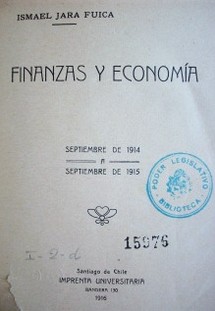 ISMAEL JARA FUICA
FINANZAS Y ECONOMÍA
SEPTIEMBRE DE 1914
A
SEPTIEMBRE DE 1915
PODER LEGISLATIVO
BIBLIOTECA
I-2-d
15976
Santiago de Chile
IMPRENTA UNIVERSITARIA
BANDERA 130
1916